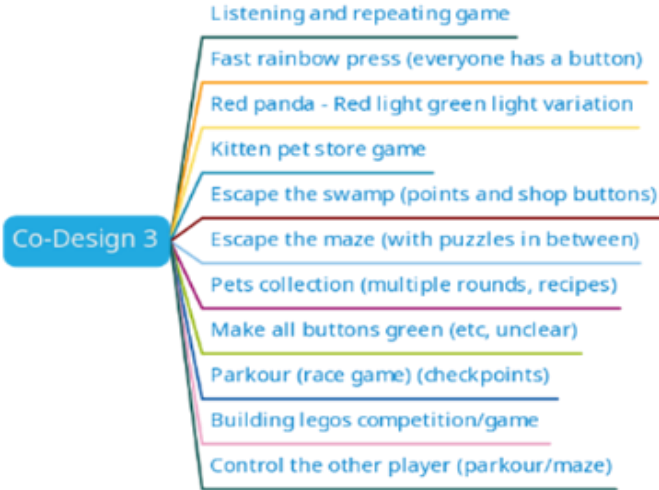 Listening and repeating game
Fast rainbow press (everyone has a button)
Red panda - Red light green light variation
Kitten pet store game
Escape the swamp (points and shop buttons)
Co-Design 3
Escape the maze (with puzzles in between)
Pets collection (multiple rounds, recipes)
Make all buttons green (etc, unclear)
Parkour (race game) (checkpoints)
Building legos competition/game
Control the other player (parkour/maze)